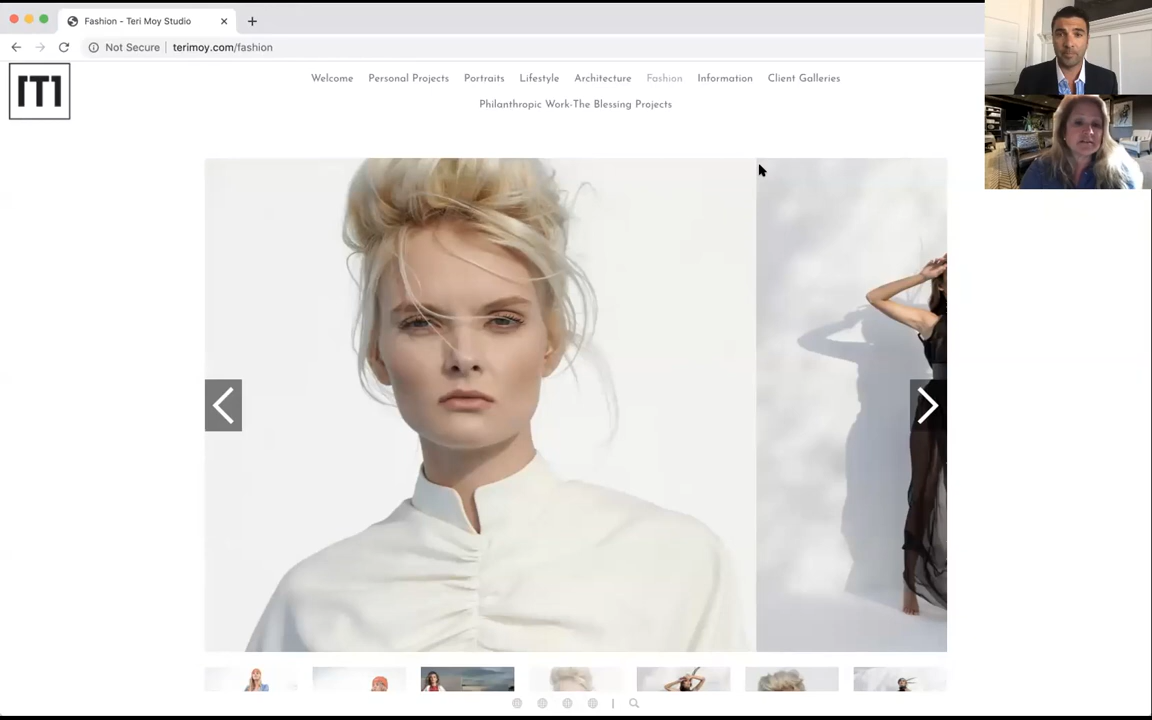 Fashion - Teri Moy Studio
Not Secure | terimoy.com/fashion
Welcome Personal Projects Portraits Lifestyle Architecture Fashion Information Client Galleries
Philanthropic Work-The Blessing Projects